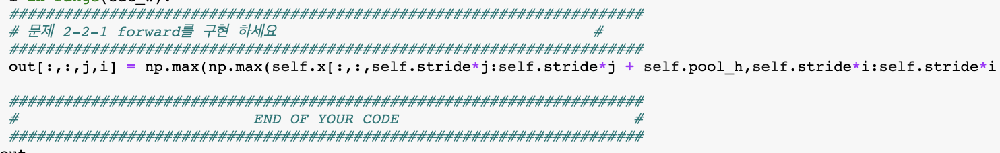 i in range(out_w):
######################################################################
# 문제 2-2-1 forward를 구현 하세요 #
######################################################################
out[:,:,j,i] = np.max(np.max(self.x[:,:,self.stride*j:self.stride*j + self.pool_h,self.stride*i:self.stride*i
######################################################################
# END OF YOUR CODE #
######################################################################
out